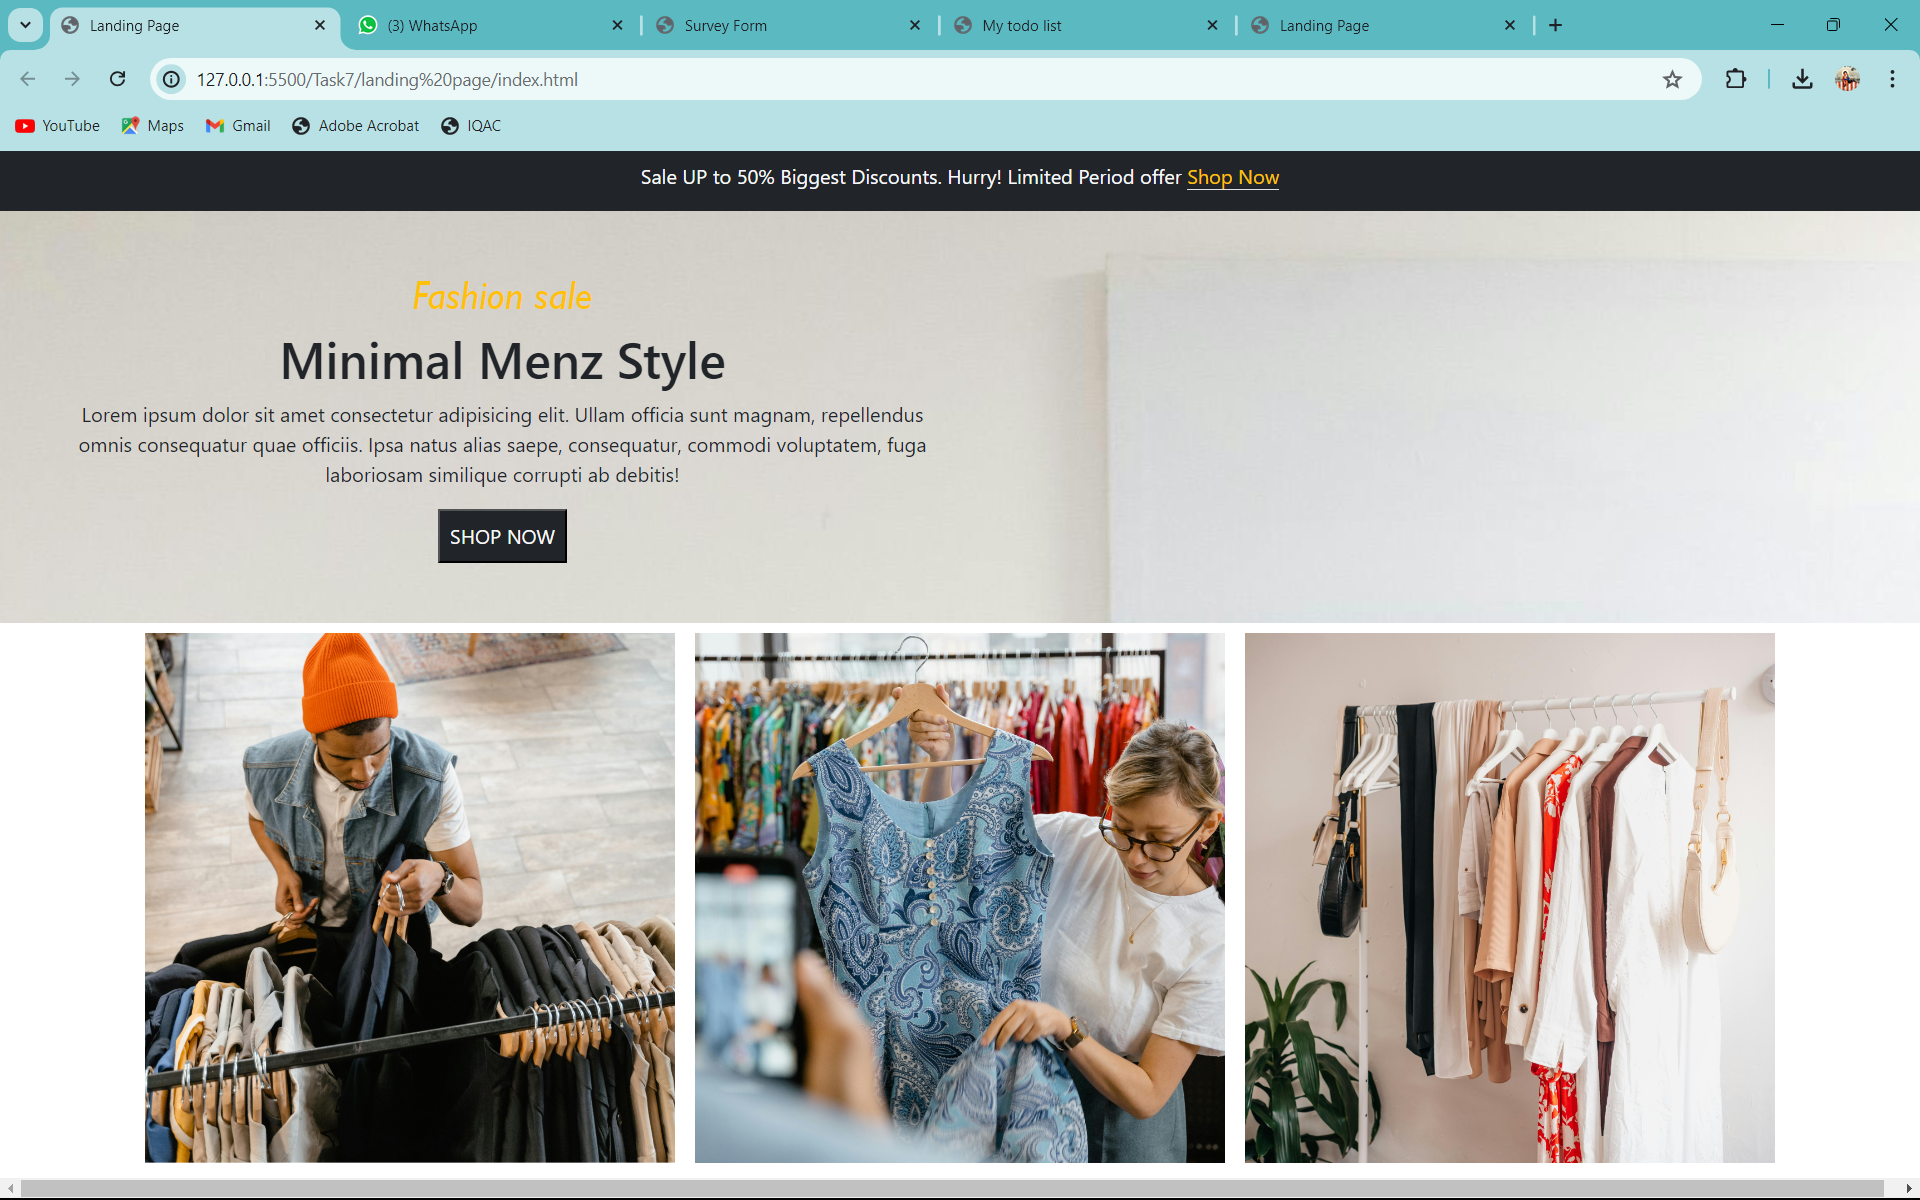 Landing Page
(3) WhatsApp
Survey Form
My todo list
Landing Page
127.0.0.1:5500/Task7/landing%20page/index.html
YouTube
Maps
Gmail
Adobe Acrobat
IQAC
Sale UP to 50% Biggest Discounts. Hurry! Limited Period offer Shop Now
Fashion sale
Minimal Menz Style
Lorem ipsum dolor sit amet consectetur adipisicing elit. Ullam officia sunt magnam, repellendus
omnis consequatur quae officiis. Ipsa natus alias saepe, consequatur, commodi voluptatem, fuga
laboriosam similique corrupti ab debitis!
SHOP NOW